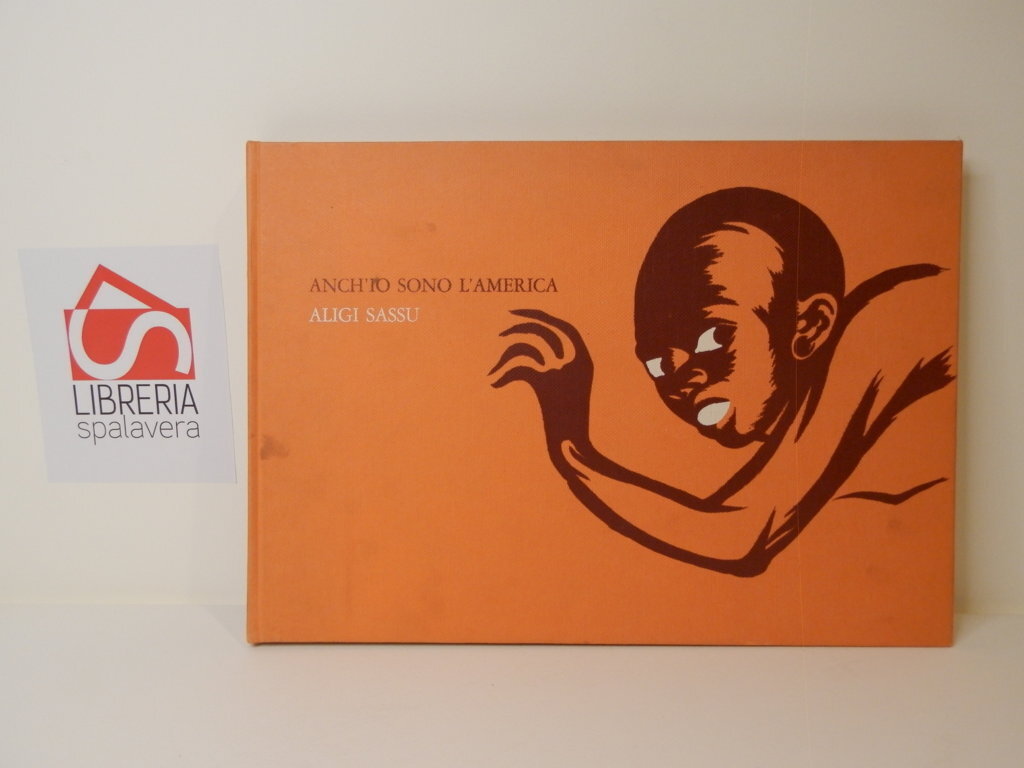 ANCH'IO SONO L'AMERICA
ALIGI SASSU
LIBRERIA
spalavera